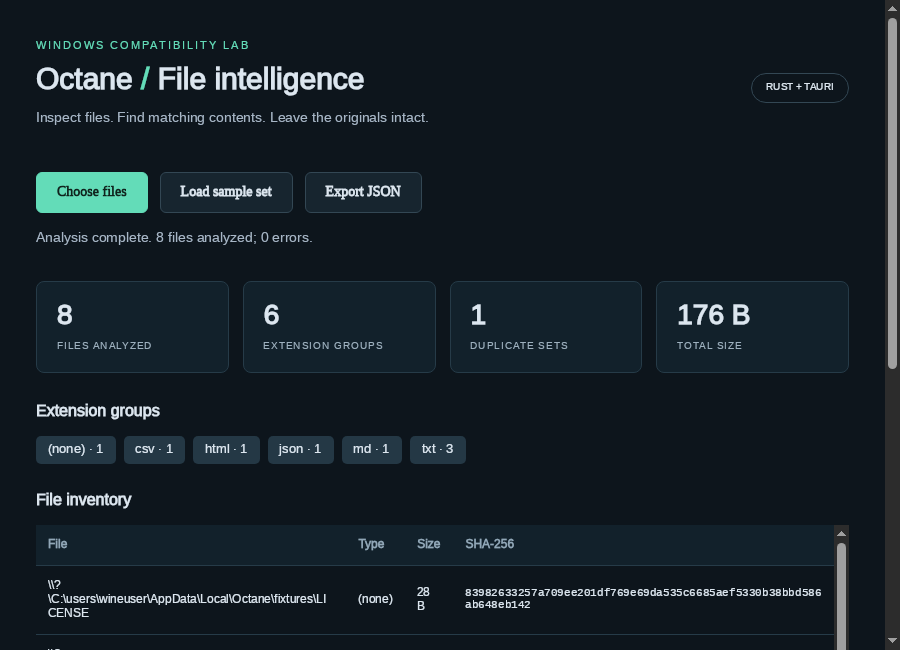 WINDOWS COMPATIBILITY LAB
Octane / File intelligence
RUST + TAURI
Inspect files. Find matching contents. Leave the originals intact.
Choose files
Load sample set
Export JSON
Analysis complete. 8 files analyzed; 0 errors.
8
FILES ANALYZED
6
EXTENSION GROUPS
1
DUPLICATE SETS
176 B
TOTAL SIZE
Extension groups
(none) · 1
csv · 1
html · 1
json · 1
md · 1
txt · 3
File inventory
File
Type
Size
SHA-256
\\?
\C:\users\wineuser\AppData\Local\Octane\fixtures\LI
CENSE
(none)
28
B
83982633257a709ee201df769e69da535c6685aef5330b38bbd586
ab648eb142